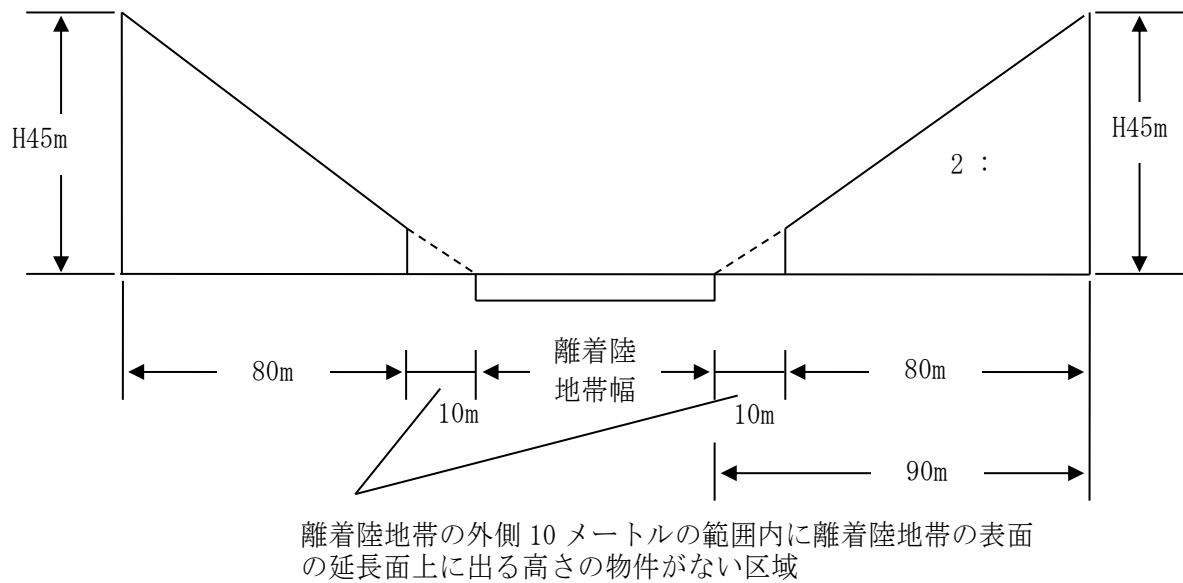 H45m
H45m
2 :
80m
10m
離着陸
地帯幅
10m
80m
90m
離着陸地帯の外側 10 メートルの範囲内に離着陸地帯の表面
の延長面上に出る高さの物件がない区域